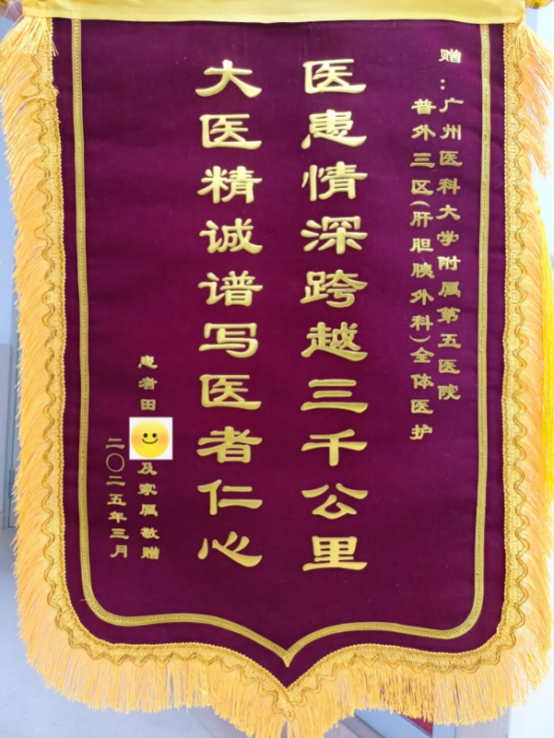 赠：广州医科大学附属第五医院
普外三区(肝胆胰外科)全体医护
医患情深跨越三千公里
大医精诚谱写医者仁心
患者田 及家属敬赠
二〇二五年三月